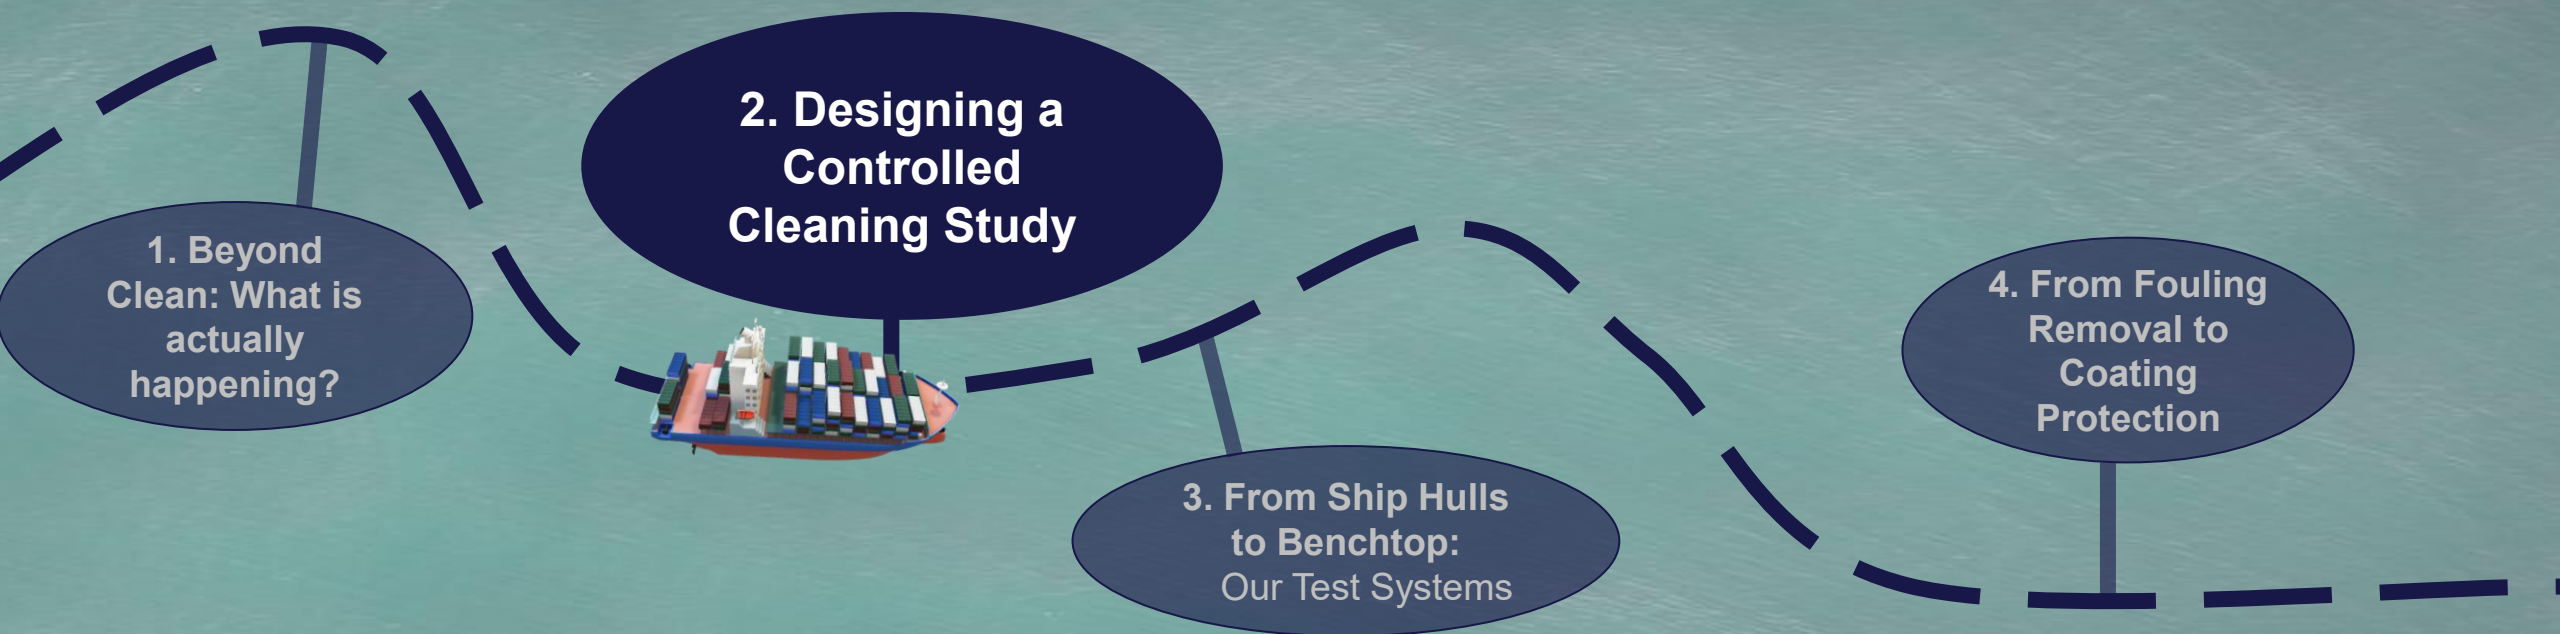 1. Beyond
Clean: What is
actually
happening?
2. Designing a
Controlled
Cleaning Study
3. From Ship Hulls
to Benchtop:
Our Test Systems
4. From Fouling
Removal to
Coating
Protection